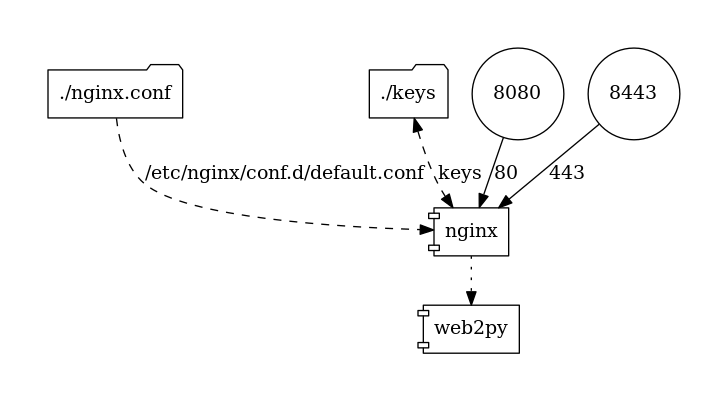 ./nginx.conf
./keys
8080
8443
/etc/nginx/conf.d/default.conf
keys
80
443
nginx
web2py